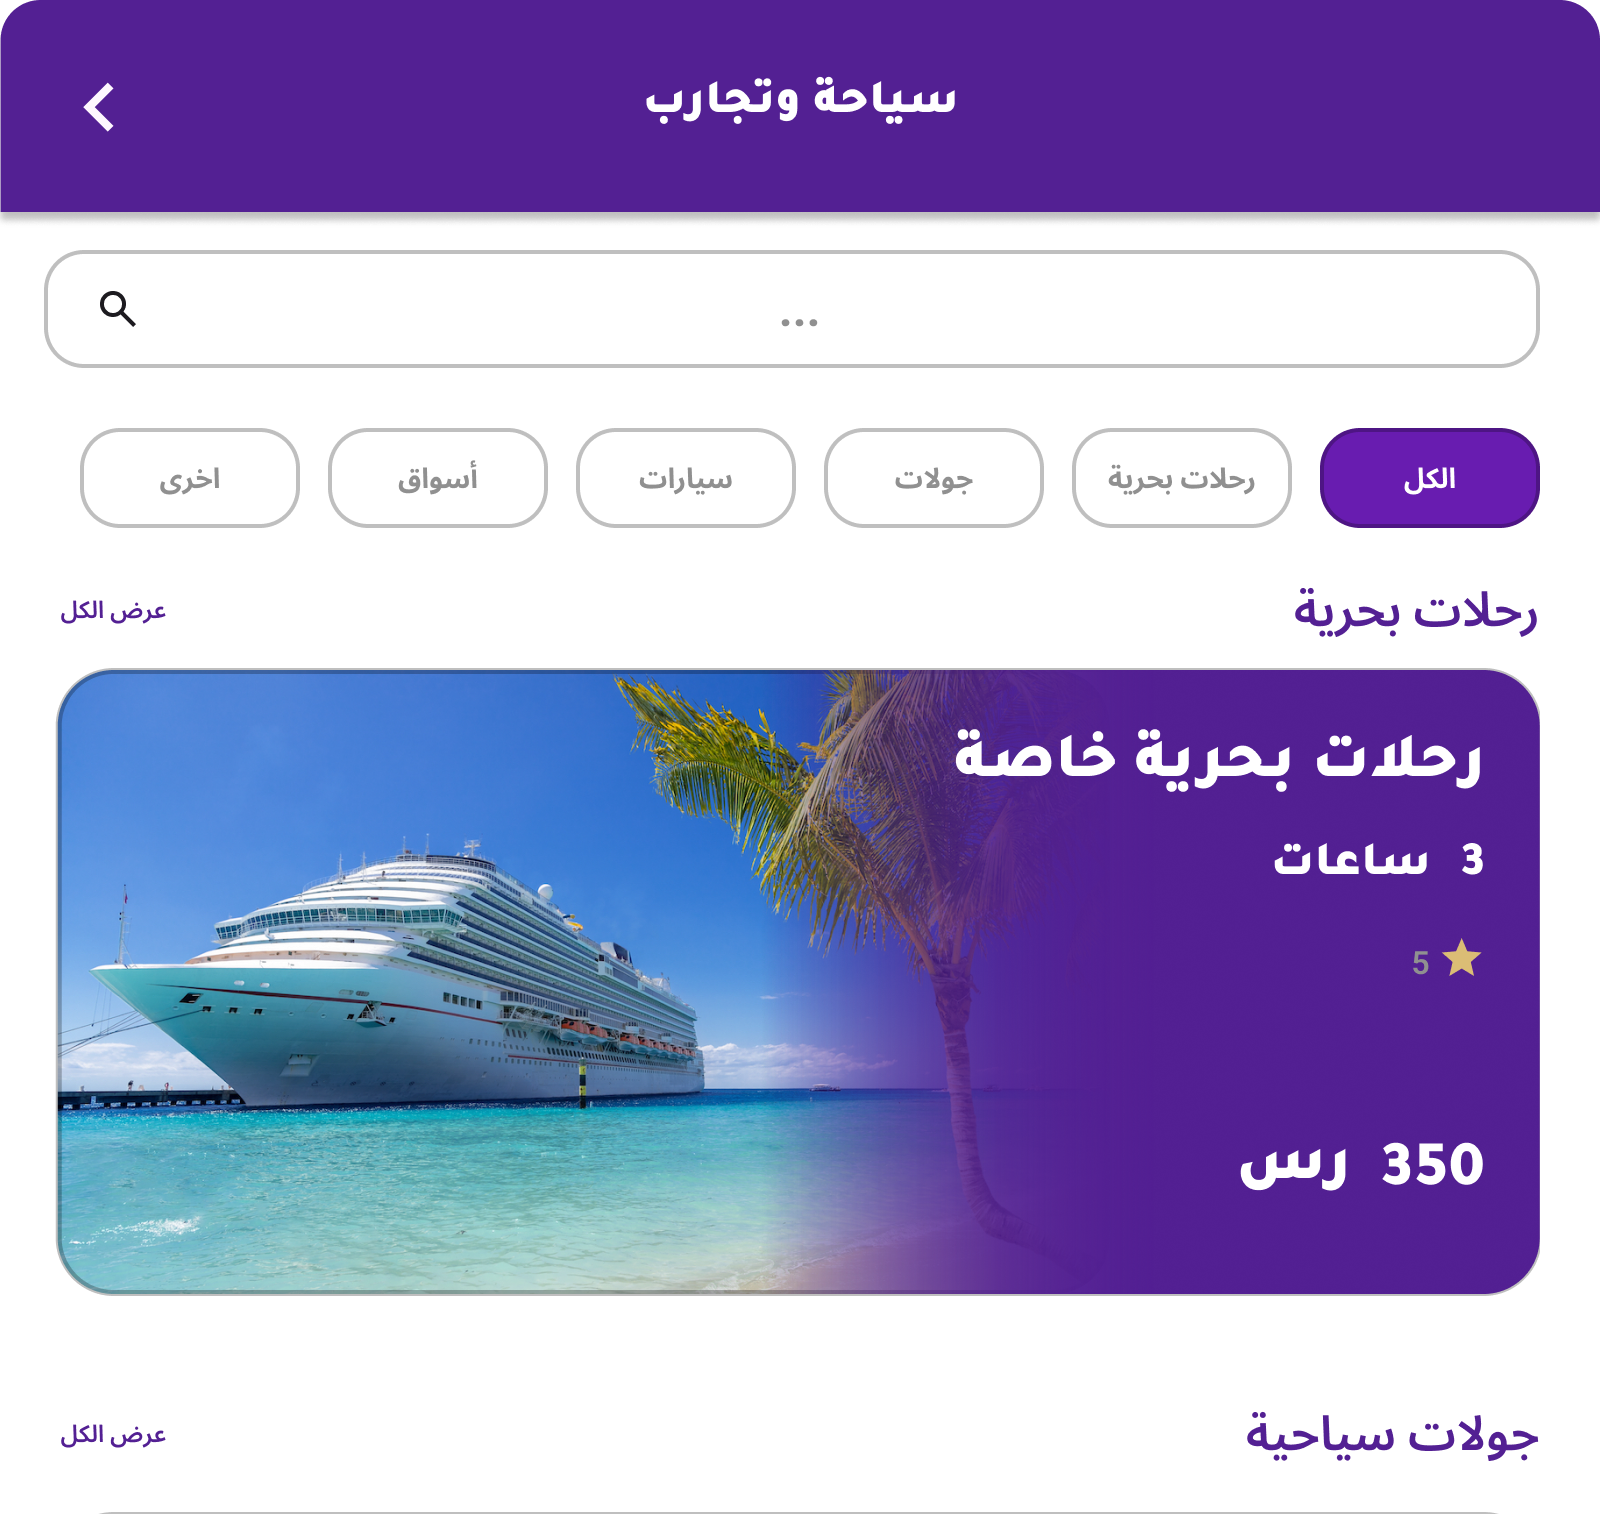 سياحة وتجارب
...
الكل
رحلات بحرية
جولات
سيارات
أسواق
اخرى
رحلات بحرية
عرض الكل
رحلات بحرية خاصة
3 ساعات
5
350 رس
جولات سياحية
عرض الكل